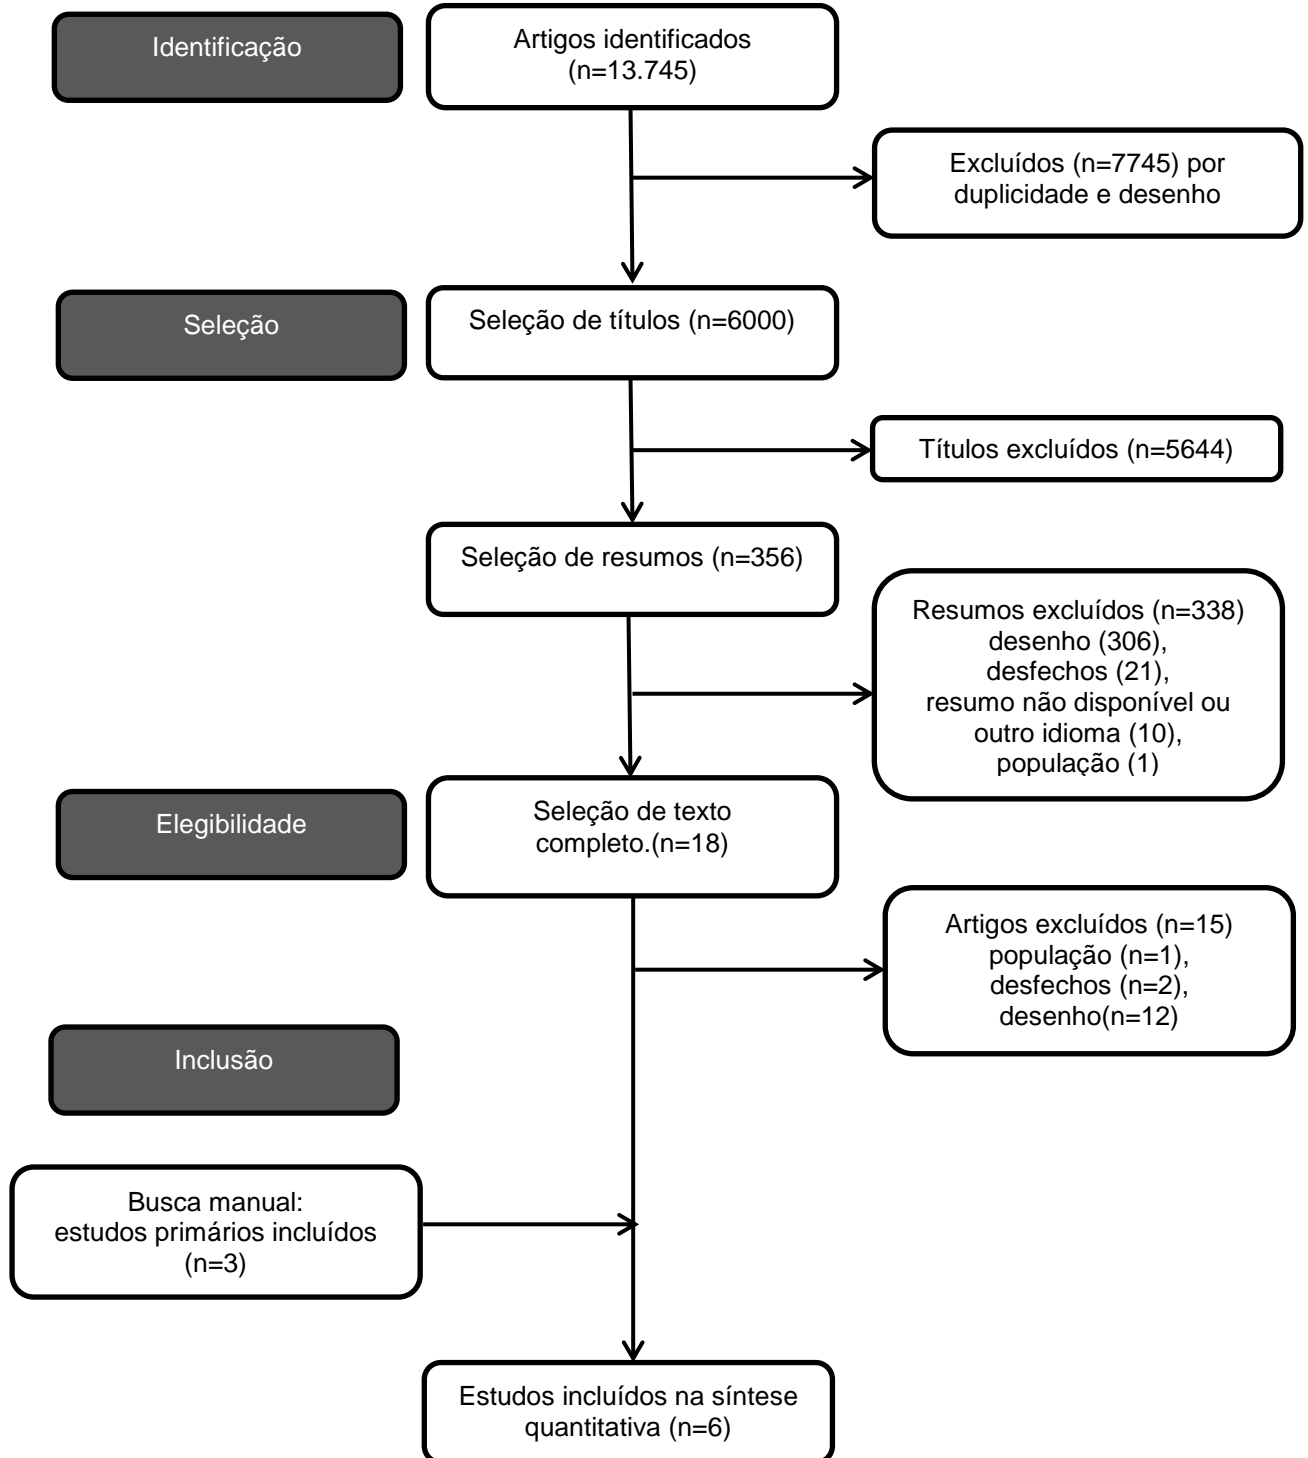 Identificação
Artigos identificados
(n=13.745)
Excluídos (n=7745) por
duplicidade e desenho
Seleção
Seleção de títulos (n=6000)
Títulos excluídos (n=5644)
Seleção de resumos (n=356)
Resumos excluídos (n=338)
desenho (306),
desfechos (21),
resumo não disponível ou
outro idioma (10),
população (1)
Elegibilidade
Seleção de texto
completo.(n=18)
Artigos excluídos (n=15)
população (n=1),
desfechos (n=2),
desenho(n=12)
Inclusão
Busca manual:
estudos primários incluídos
(n=3)
Estudos incluídos na síntese
quantitativa (n=6)